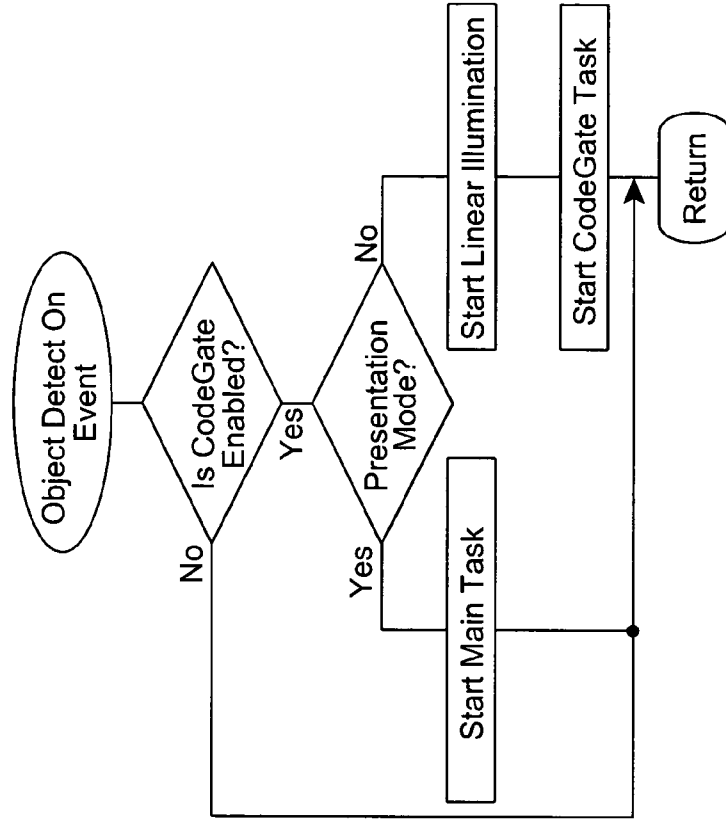 Object Detect On
Event
Is CodeGate
Enabled?
No
Yes
Presentation
Mode?
Yes
No
Start Main Task
Start Linear Illumination
Start CodeGate Task
Return